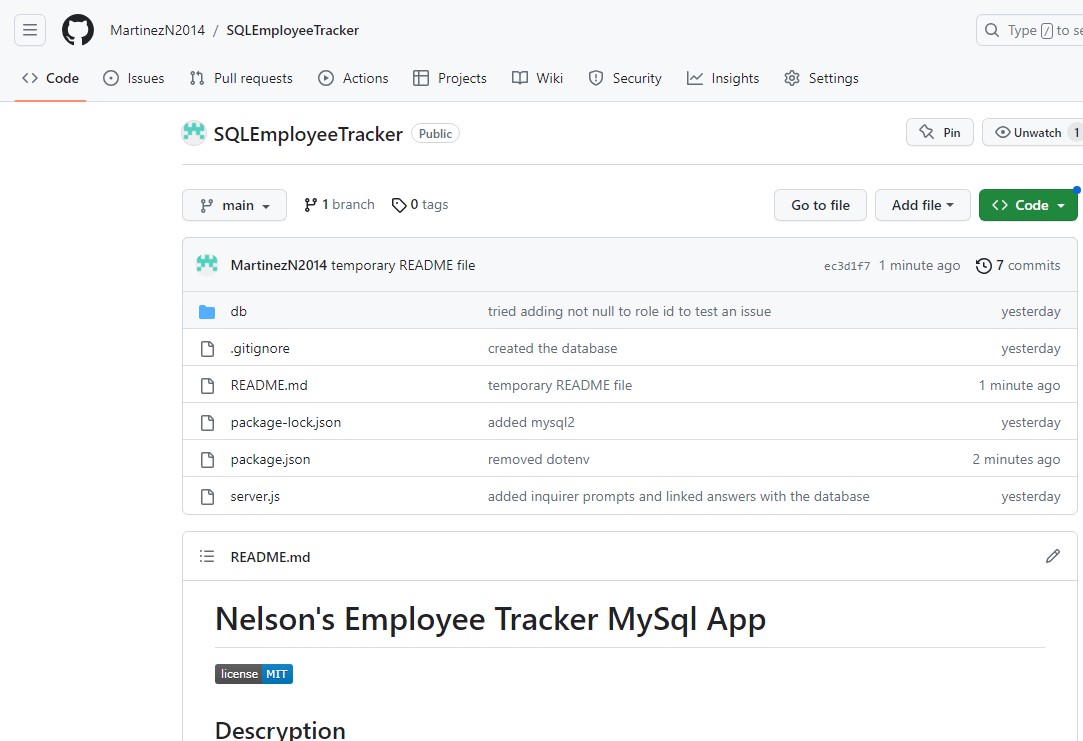 MartinezN2014 / SQLEmployeeTracker
Type / to se
Code Issues Pull requests Actions Projects Wiki Security Insights Settings
SQLEmployeeTracker Public
Pin Unwatch 1
main 1 branch 0 tags Go to file Add file Code
MartinezN2014 temporary README file ec3d1f7 1 minute ago 7 commits
db tried adding not null to role id to test an issue yesterday
.gitignore created the database yesterday
README.md temporary README file 1 minute ago
package-lock.json added mysql2 yesterday
package.json removed dotenv 2 minutes ago
server.js added inquirer prompts and linked answers with the database yesterday
README.md
Nelson's Employee Tracker MySql App
license MIT
Descryption